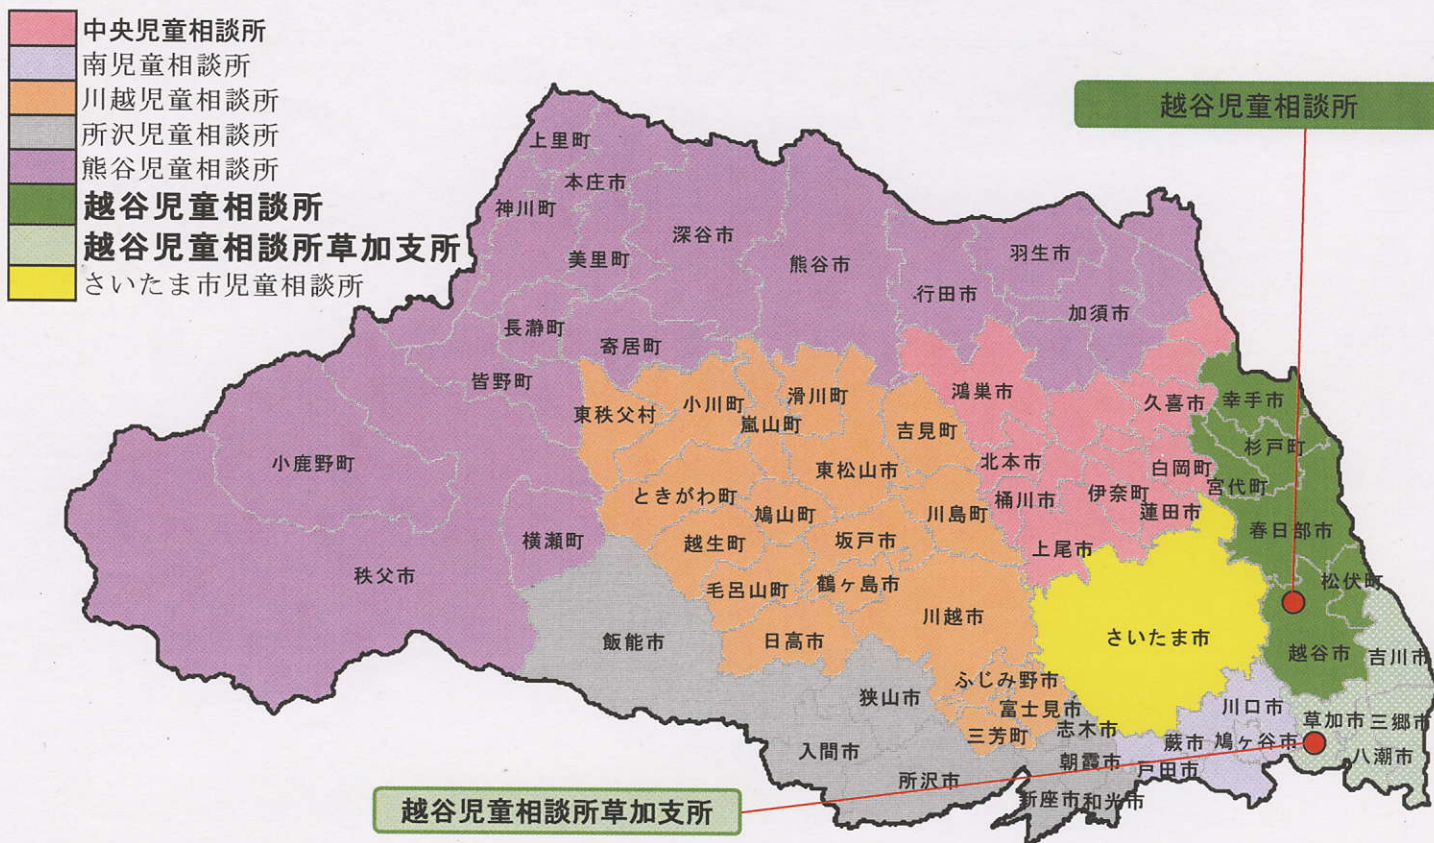 中央児童相談所
南児童相談所
川越児童相談所
所沢児童相談所
熊谷児童相談所
越谷児童相談所
越谷児童相談所草加支所
さいたま市児童相談所
越谷児童相談所
上里町
本庄市
神川町
美里町
深谷市
熊谷市
行田市
羽生市
加須市
長瀞町
寄居町
皆野町
東秩父村
小川町
嵐山町
滑川町
吉見町
鴻巣市
久喜市
幸手市
杉戸町
小鹿野町
ときがわ町
東松山市
北本市
桶川市
伊奈町
白岡町
宮代町
蓮田市
鳩山町
川島町
春日部市
横瀬町
越生町
坂戸市
上尾市
秩父市
毛呂山町
鶴ヶ島市
松伏町
飯能市
日高市
川越市
さいたま市
越谷市
吉川市
狭山市
ふじみ野市
富士見市
三芳町
志木市
川口市
草加市
三郷市
入間市
所沢市
朝霞市
蕨市
鳩ヶ谷市
戸田市
八潮市
新座市
和光市
越谷児童相談所草加支所